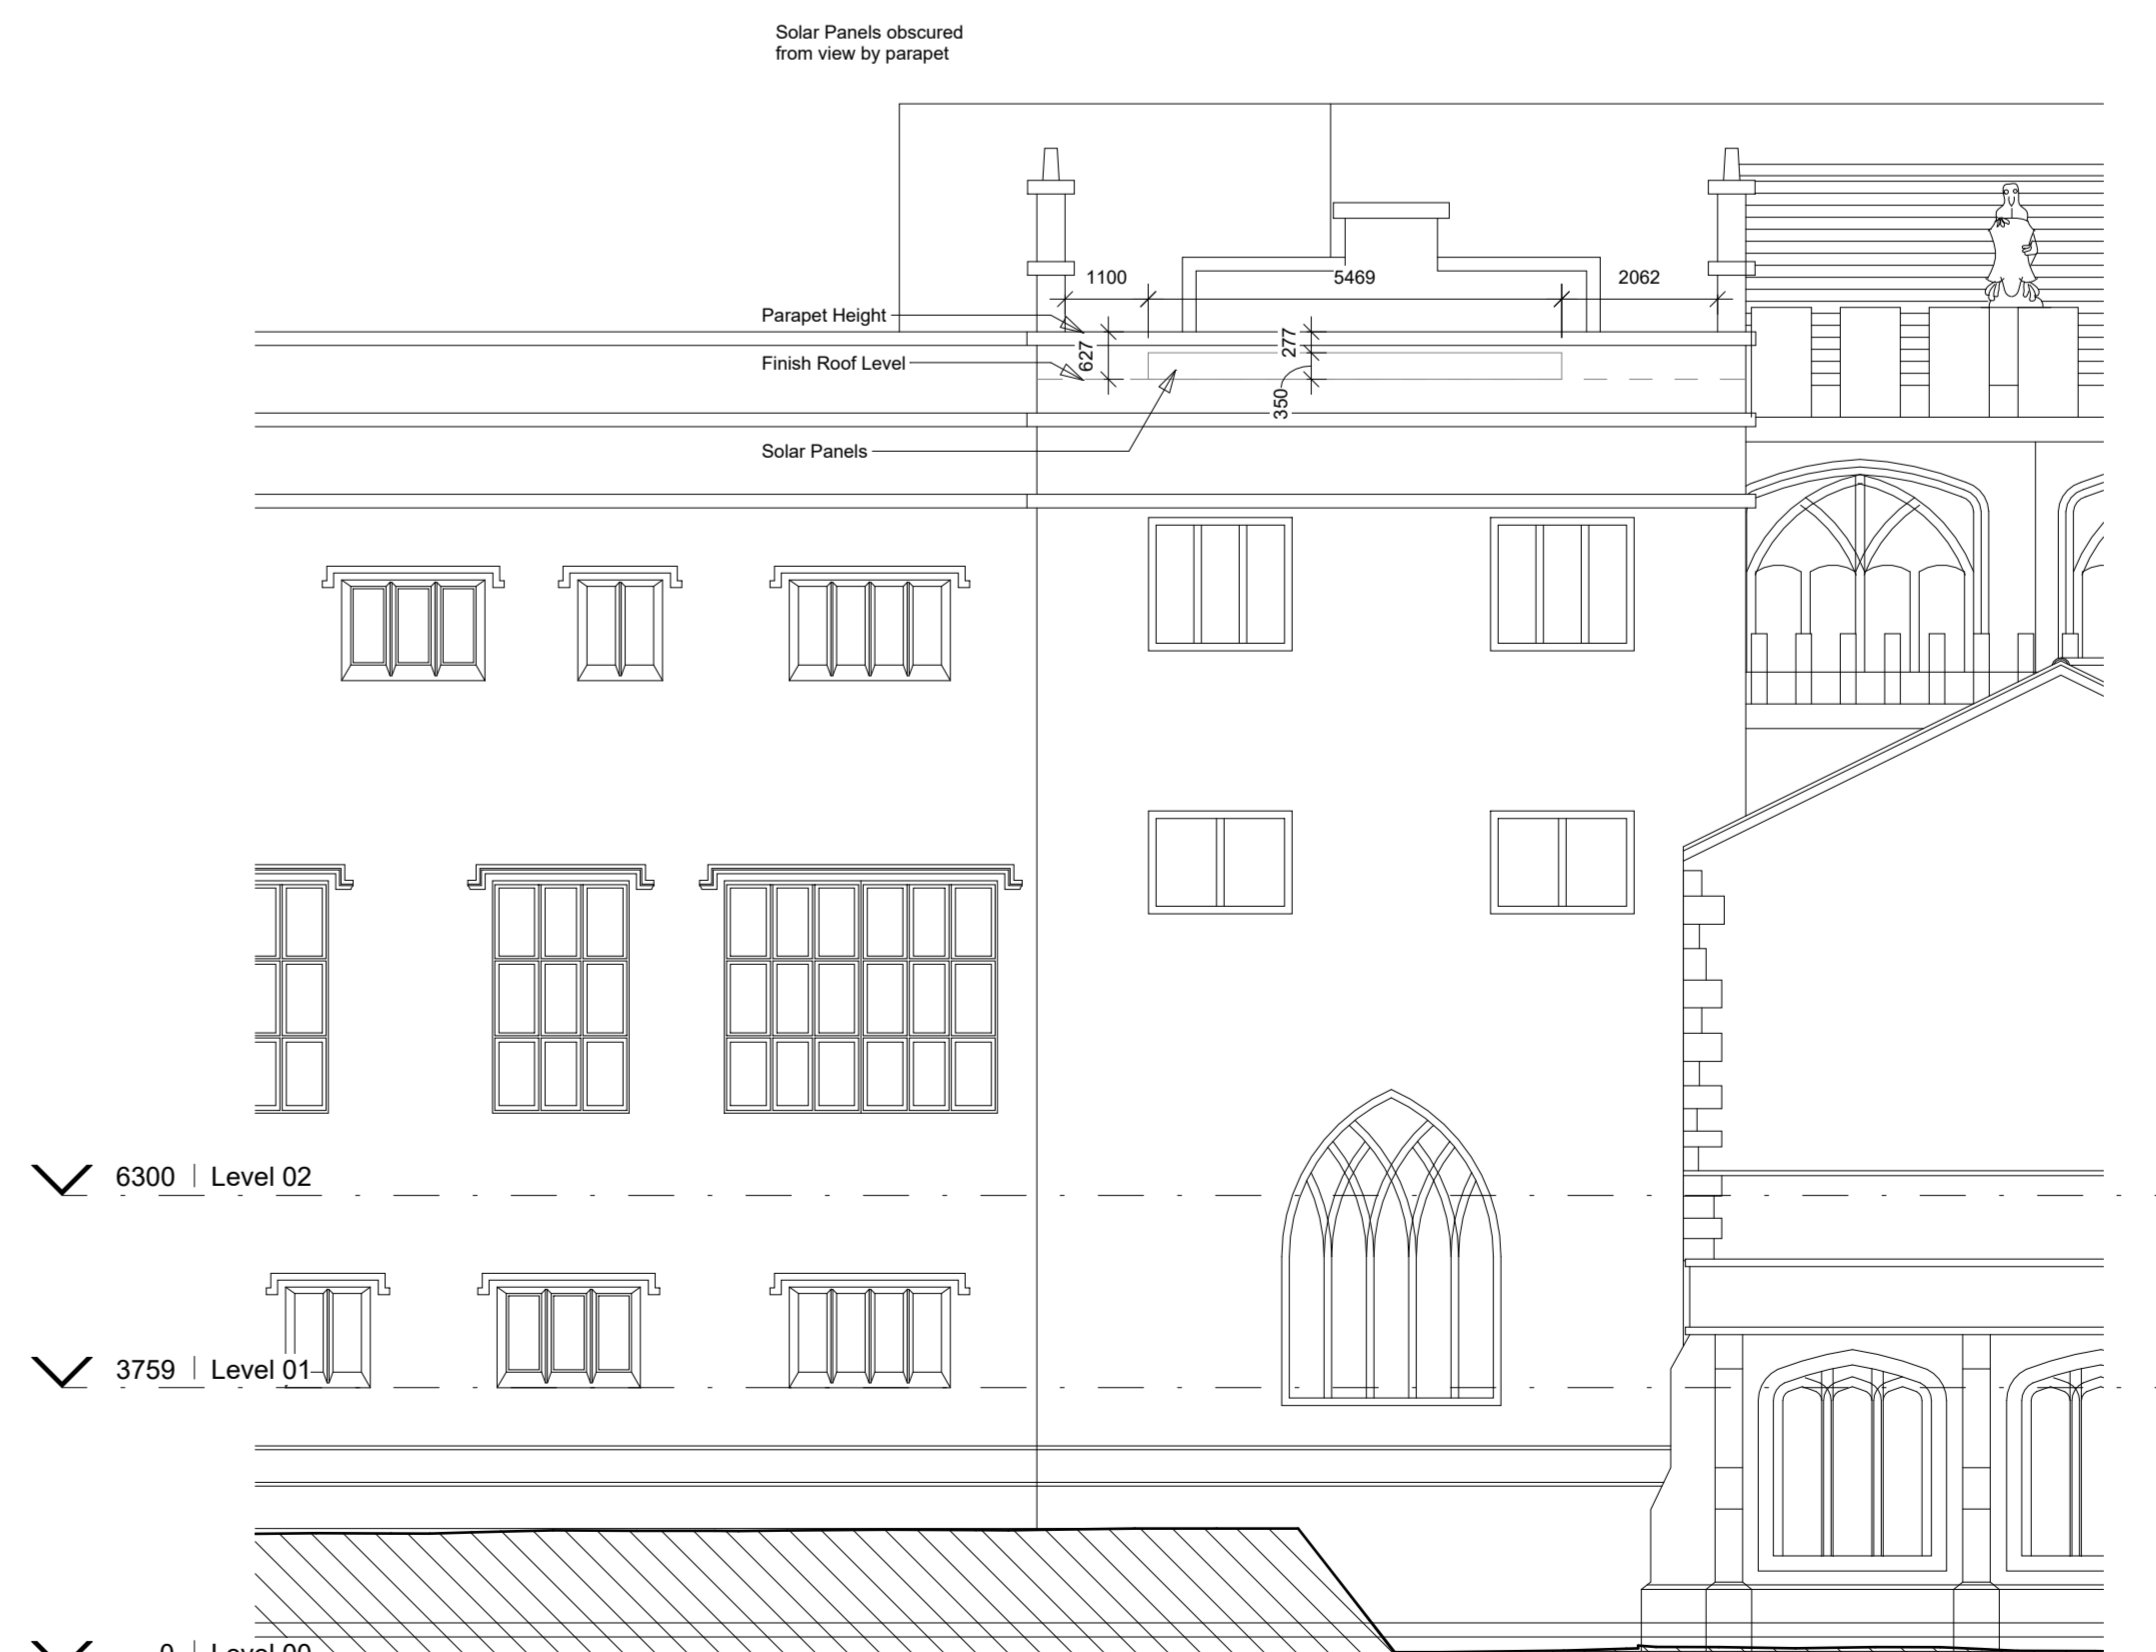 Solar Panels obscured
from view by parapet
1100
5469
2062
Parapet Height
627
277
Finish Roof Level
350
Solar Panels
6300 | Level 02
3759 | Level 01
0 | Level 00